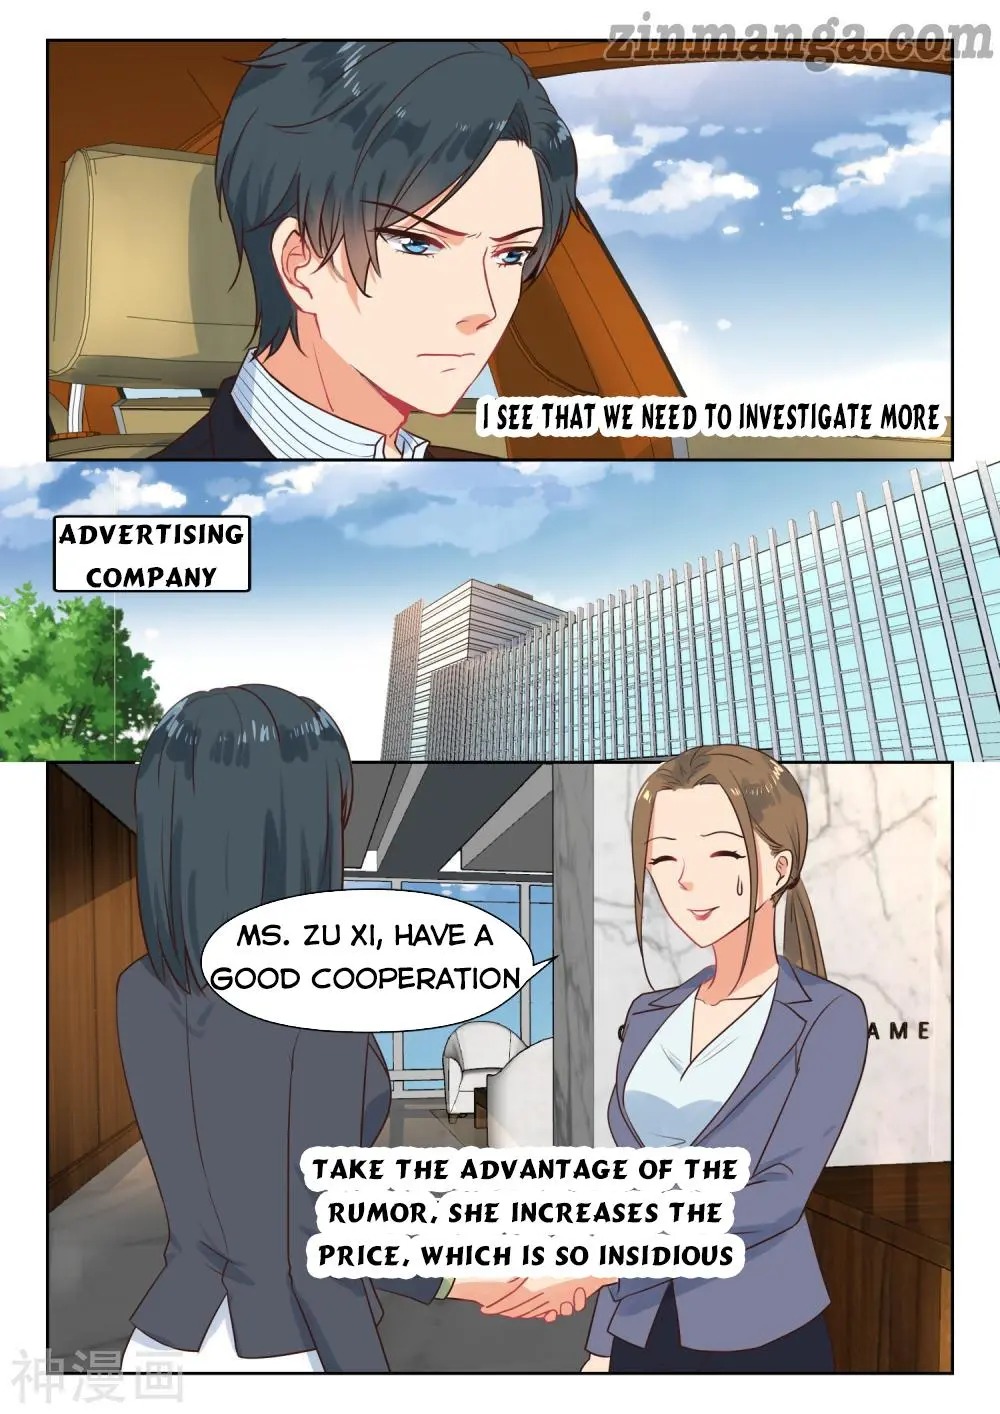 zinmanga.com
I SEE THAT WE NEED TO INVESTIGATE MORE
ADVERTISING
COMPANY
MS. ZU XI, HAVE A
GOOD COOPERATION
AME
TAKE THE ADVANTAGE OF THE
RUMOR, SHE INCREASES THE
PRICE, WHICH IS SO INSIDIOUS
神漫画